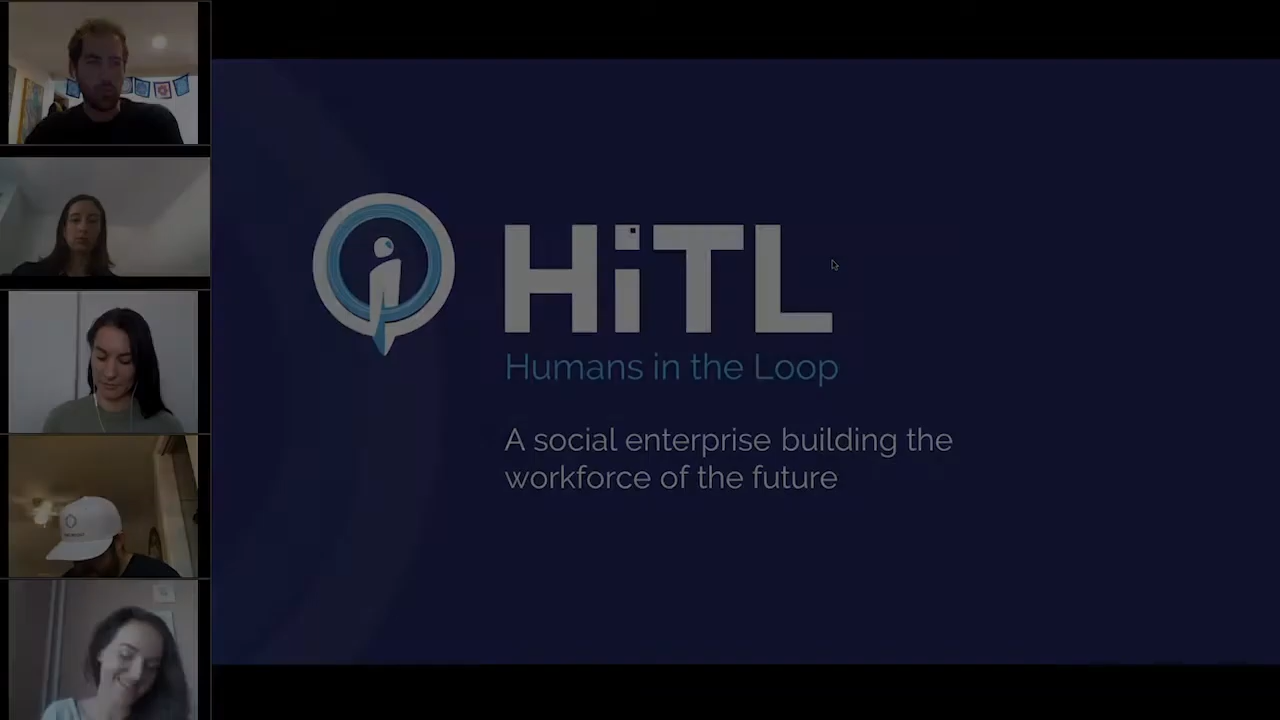 HiTL
Humans in the Loop
A social enterprise building the
workforce of the future